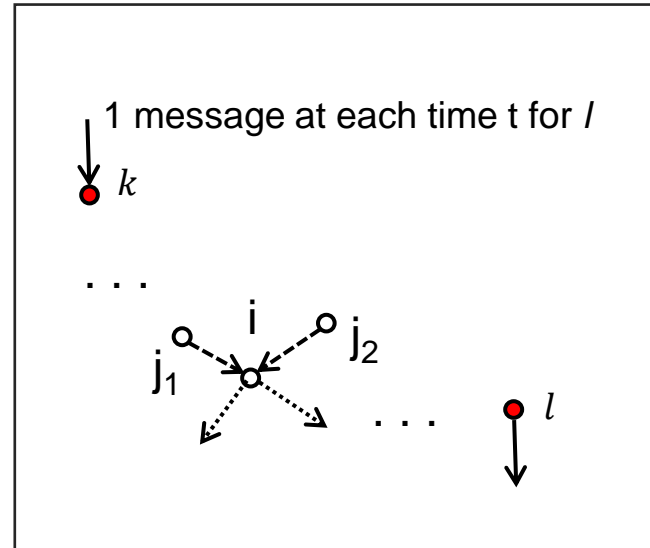 1 message at each time t for l
k
. . .
i
j₁
j₂
. . .
l